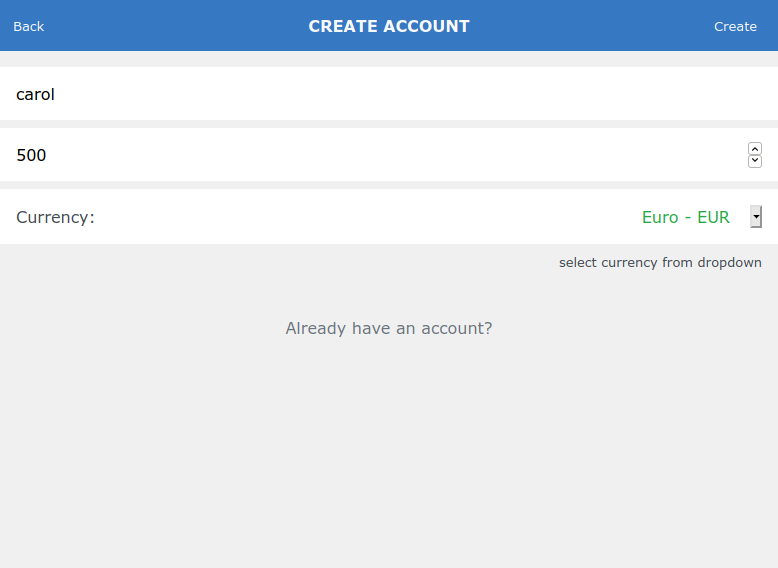 Back CREATE ACCOUNT Create
carol
500
Currency: Euro - EUR
select currency from dropdown
Already have an account?